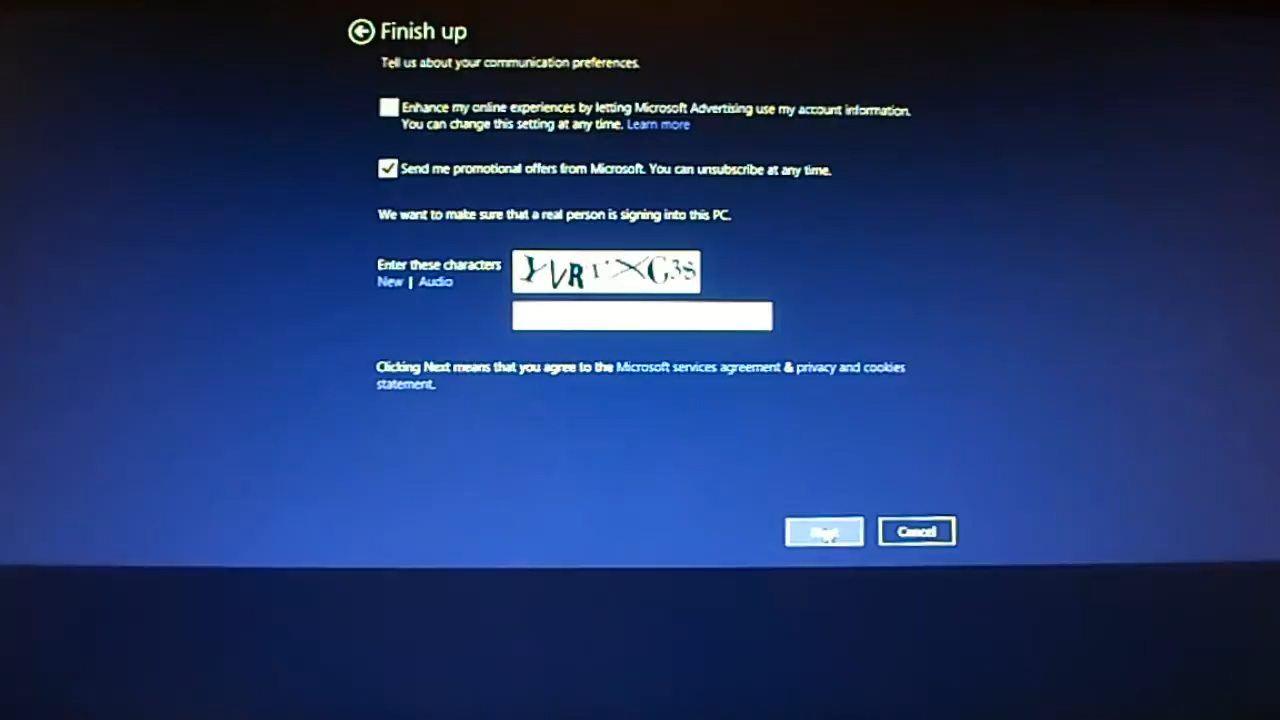 Finish up
Tell us about your communication preferences.
Enhance my online experiences by letting Microsoft Advertising use my account information.
You can change this setting at any time. Learn more
Send me promotional offers from Microsoft. You can unsubscribe at any time.
We want to make sure that a real person is signing into this PC.
Enter these characters
New | Audio
Clicking Next means that you agree to the Microsoft services agreement & privacy and cookies
statement.
Next Cancel